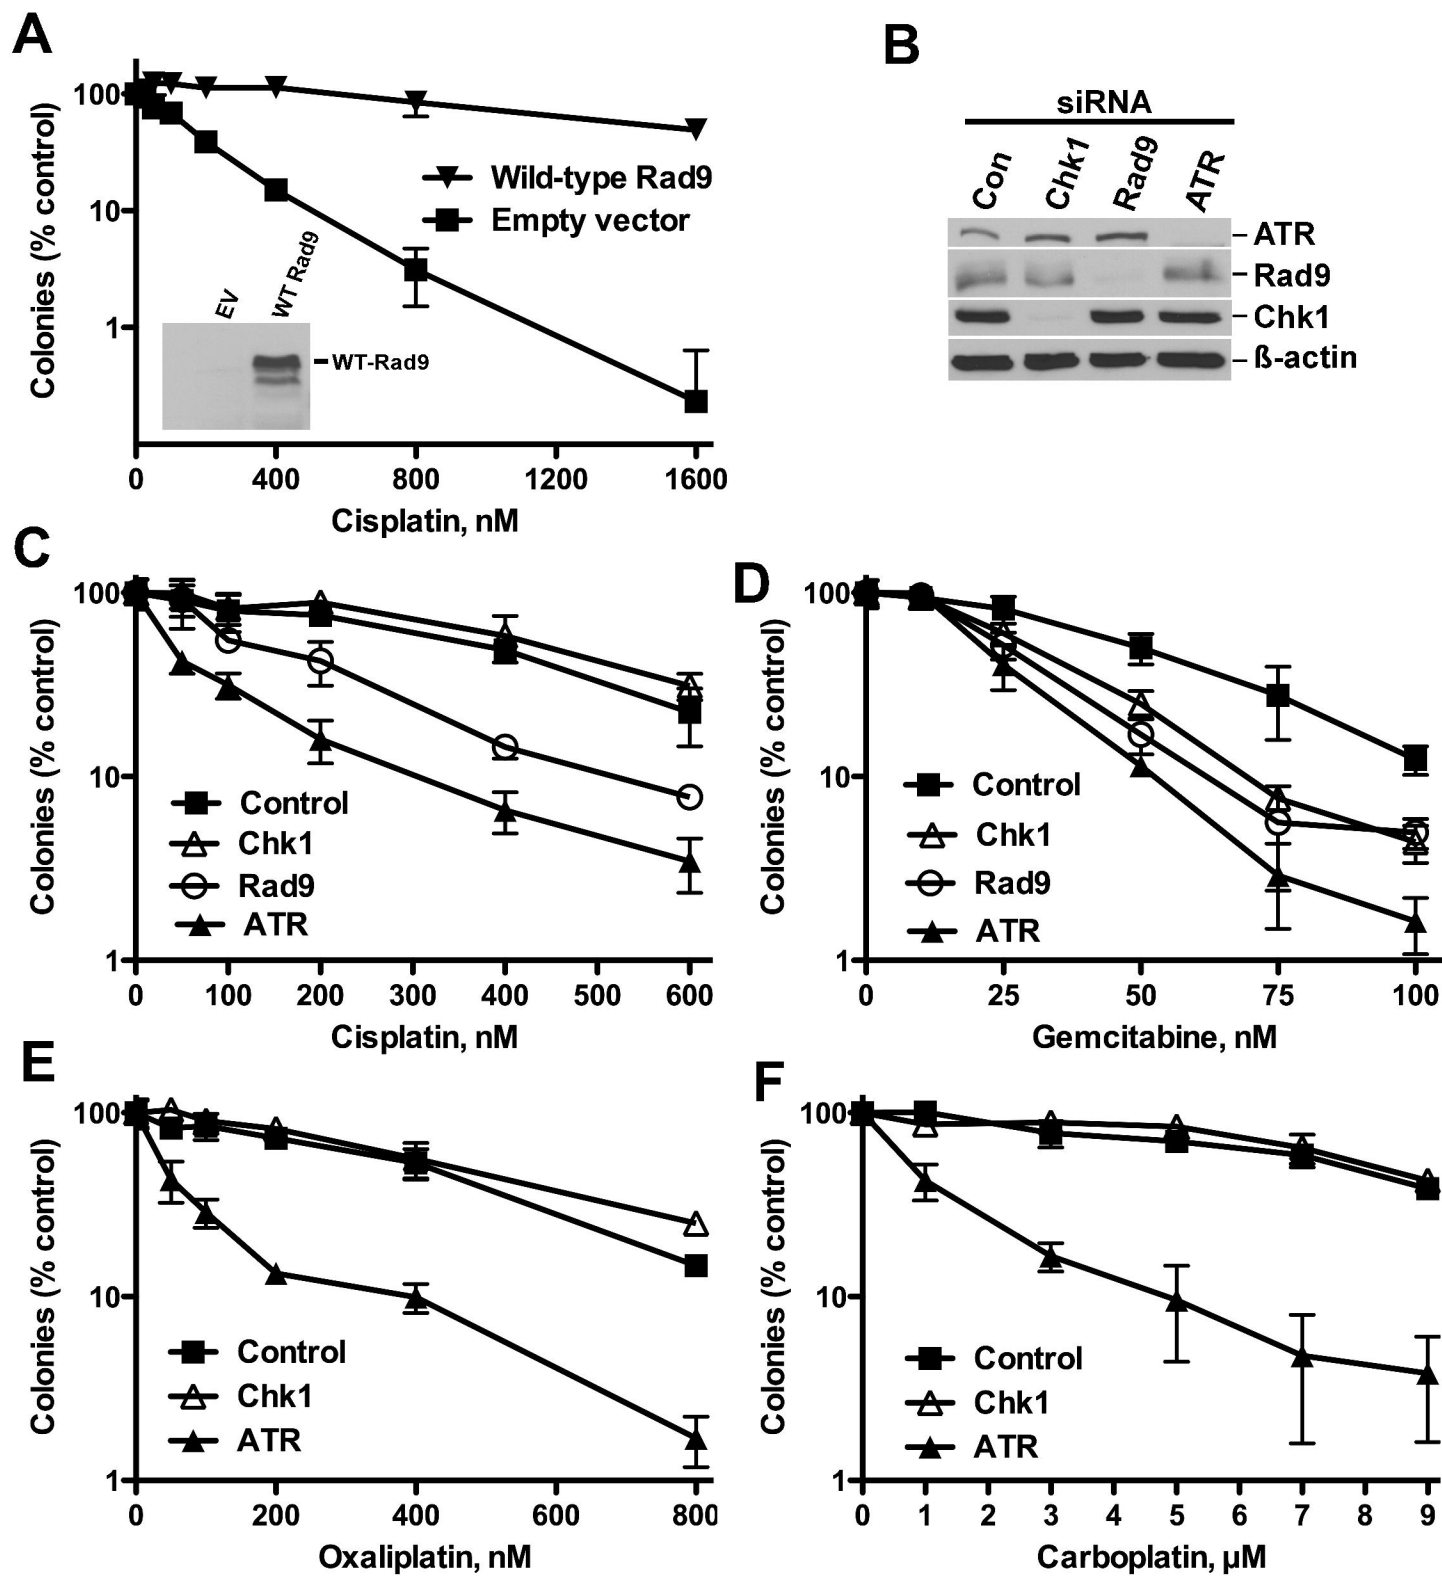 A
Colonies (% control)
100
10
1
Wild-type Rad9
Empty vector
EV
WT Rad9
WT-Rad9
0
400
800
1200
1600
Cisplatin, nM
B
siRNA
Con
Chk1
Rad9
ATR
ATR
Rad9
Chk1
ß-actin
C
Colonies (% control)
100
10
1
Control
Chk1
Rad9
ATR
0
100
200
300
400
500
600
Cisplatin, nM
D
Colonies (% control)
100
10
1
Control
Chk1
Rad9
ATR
0
25
50
75
100
Gemcitabine, nM
E
Colonies (% control)
100
10
1
Control
Chk1
ATR
0
200
400
600
800
Oxaliplatin, nM
F
Colonies (% control)
100
10
1
Control
Chk1
ATR
0
1
2
3
4
5
6
7
8
9
Carboplatin, µM